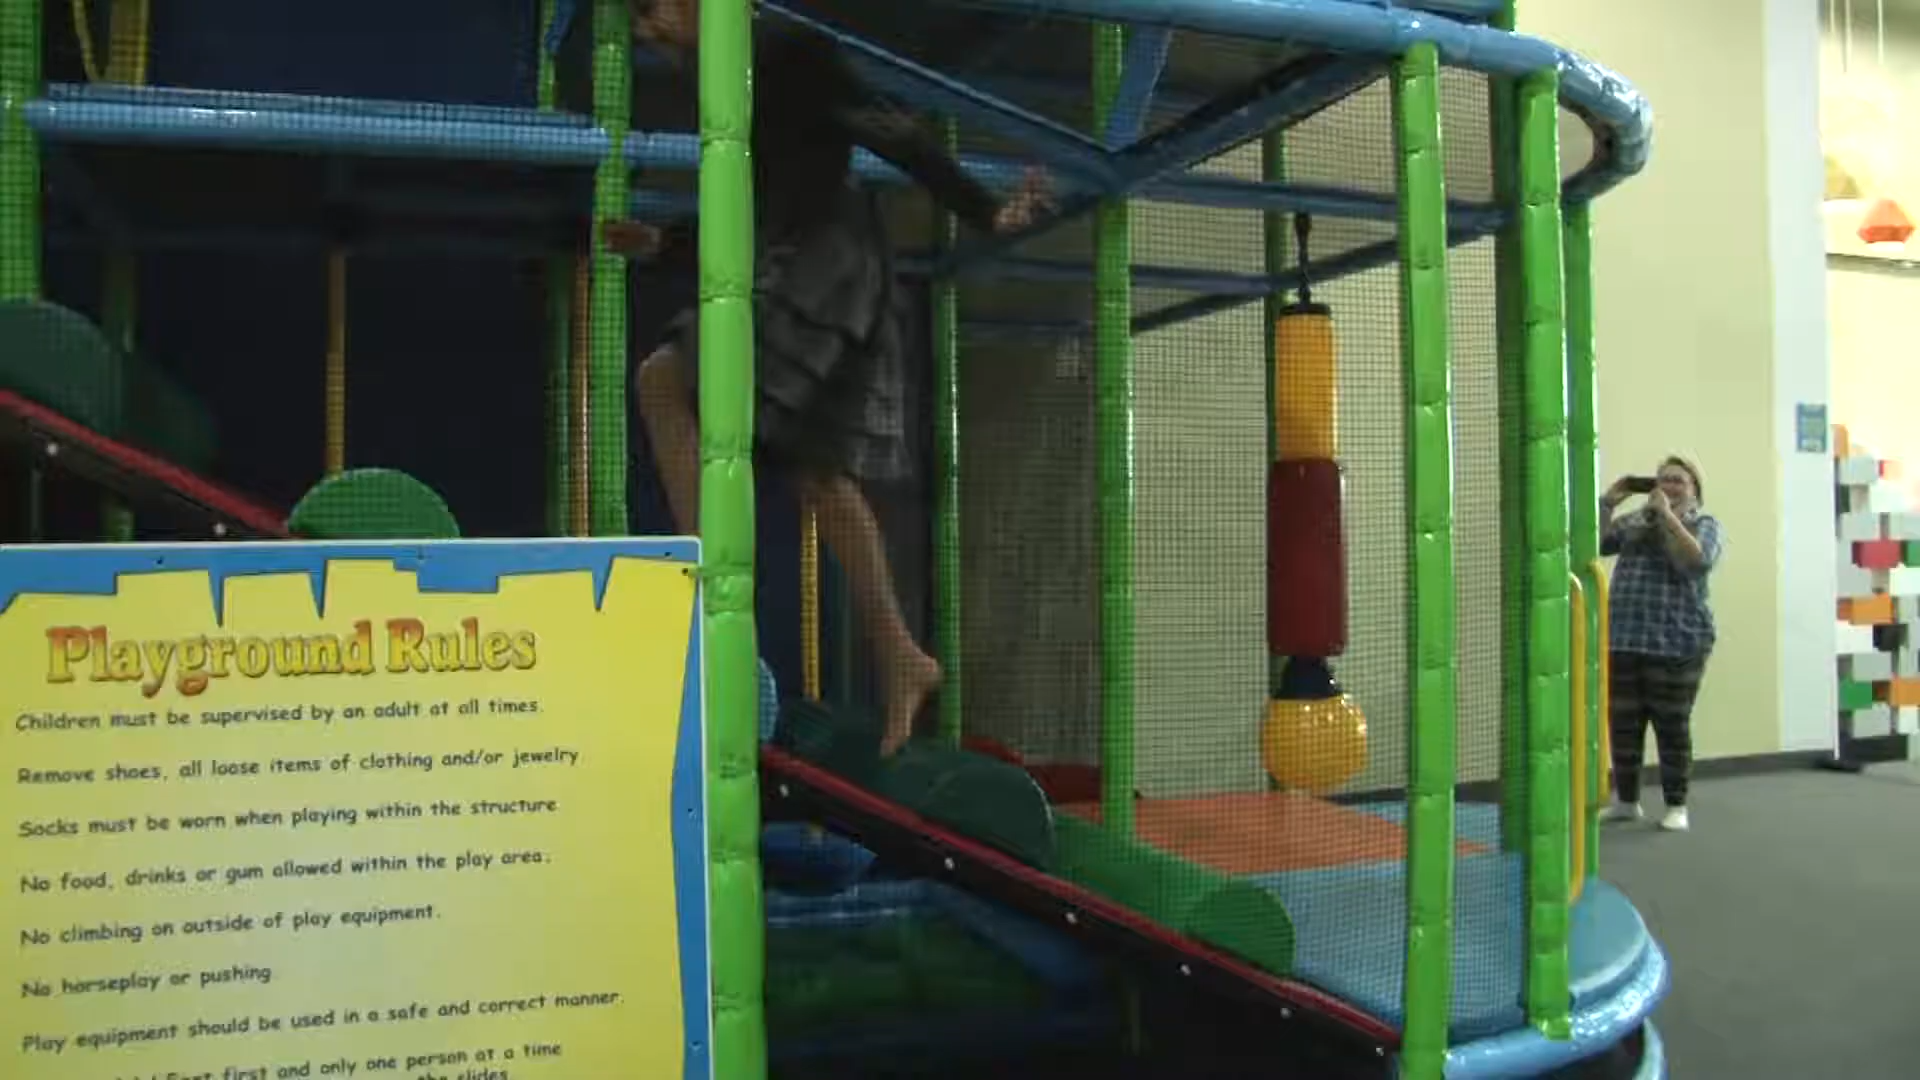 Playground Rules
Children must be supervised by an adult at all times.
Remove shoes, all loose items of clothing and/or jewelry
Socks must be worn when playing within the structure
No food, drinks or gum allowed within the play area.
No climbing on outside of play equipment.
No horseplay or pushing.
Play equipment should be used in a safe and correct manner.
first and only one person at a time
the slides